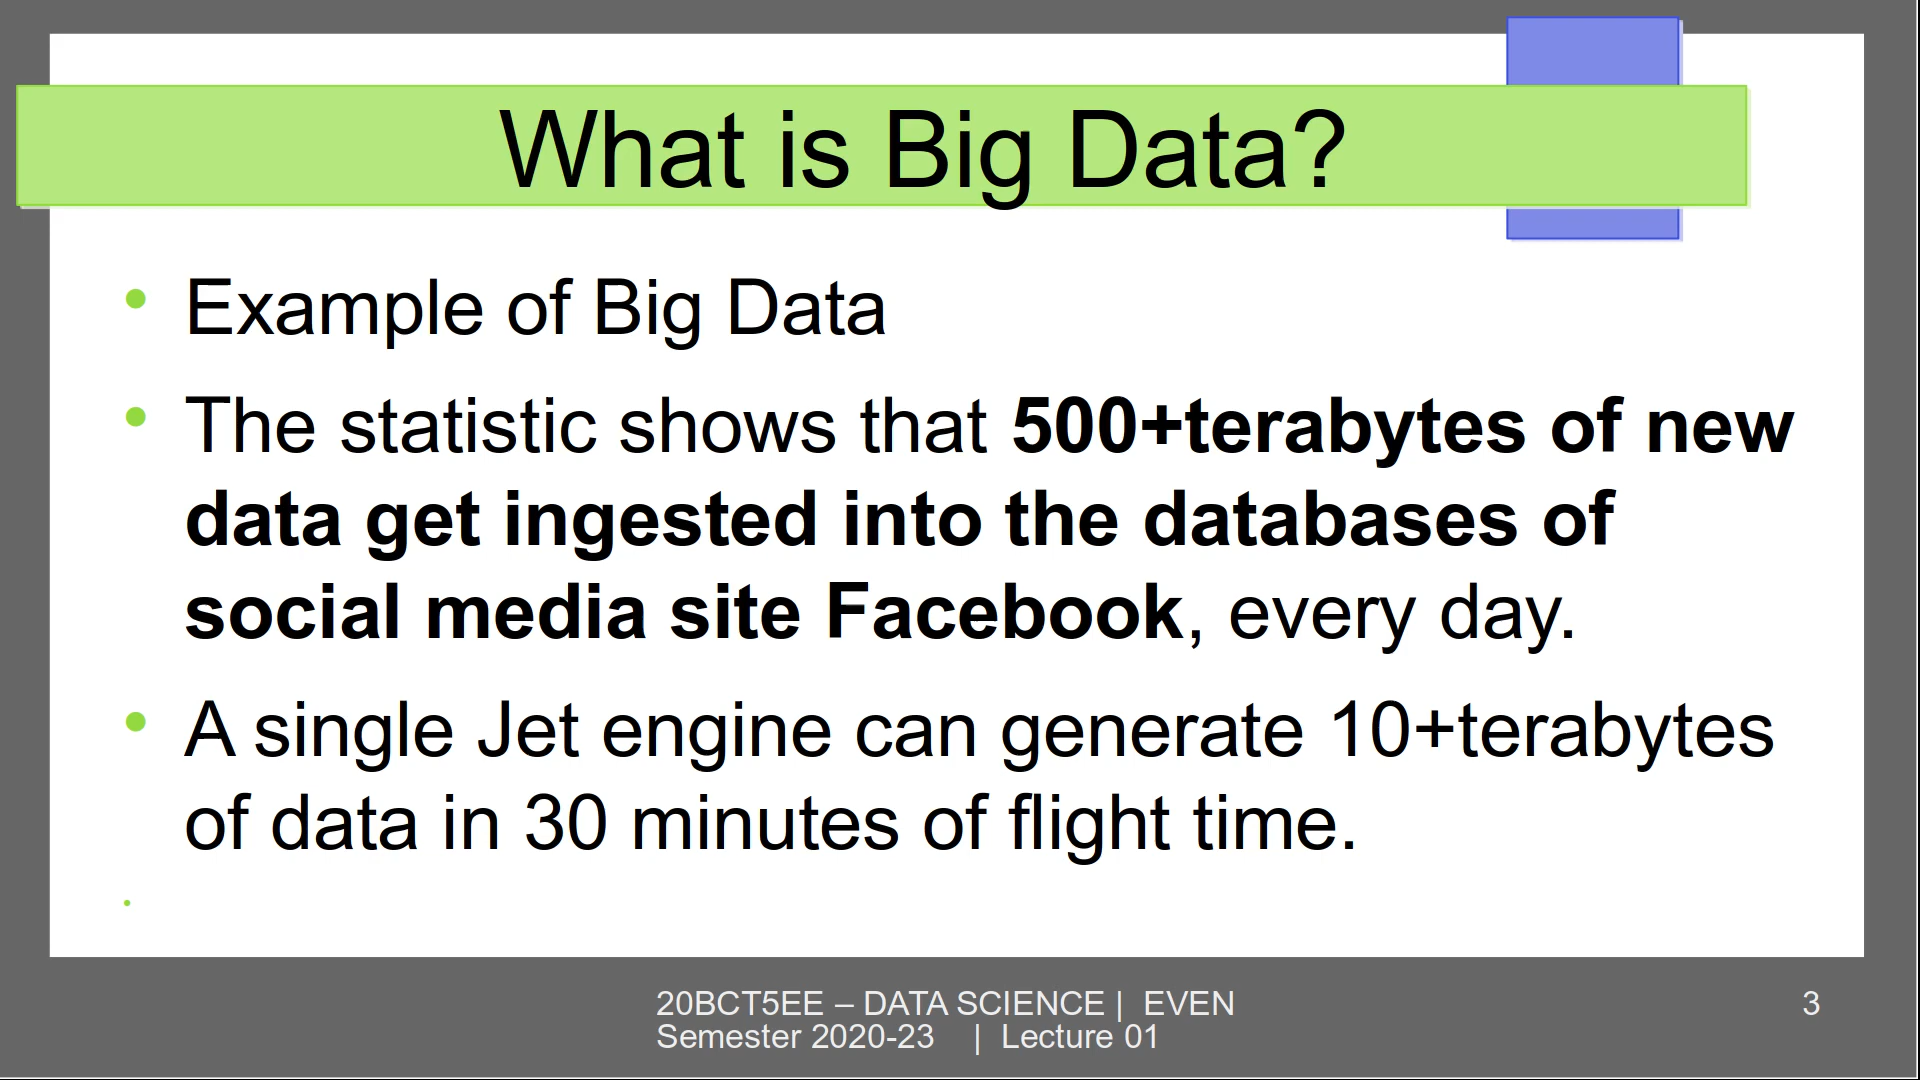 What is Big Data?
• Example of Big Data
• The statistic shows that 500+terabytes of new
data get ingested into the databases of
social media site Facebook, every day.
• A single Jet engine can generate 10+terabytes
of data in 30 minutes of flight time.
•
20BCT5EE – DATA SCIENCE | EVEN
Semester 2020-23 | Lecture 01
3